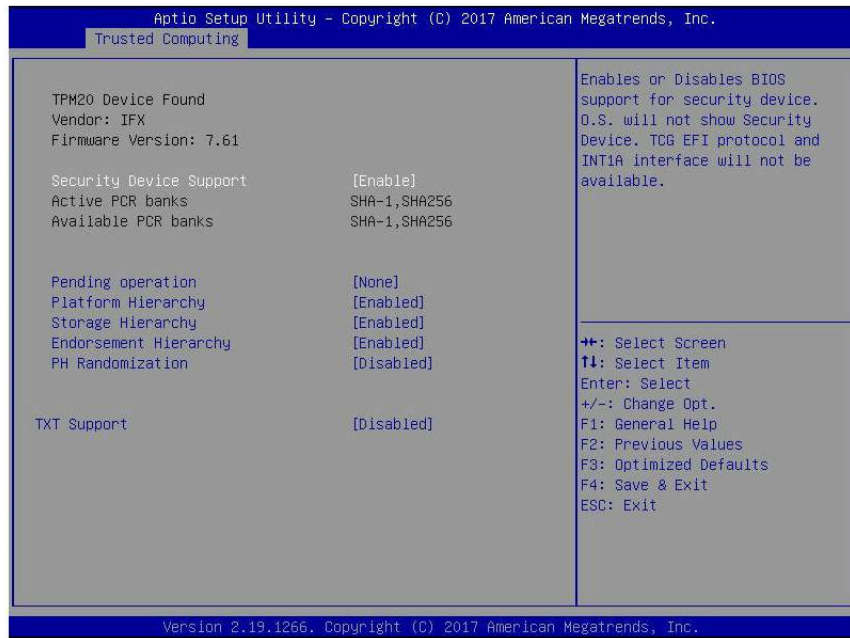 Aptio Setup Utility – Copyright (C) 2017 American Megatrends, Inc.
Trusted Computing
TPM20 Device Found
Vendor: IFX
Firmware Version: 7.61
Security Device Support [Enable]
Active PCR banks SHA-1,SHA256
Available PCR banks SHA-1,SHA256
Pending operation [None]
Platform Hierarchy [Enabled]
Storage Hierarchy [Enabled]
Endorsement Hierarchy [Enabled]
PH Randomization [Disabled]
TXT Support [Disabled]
Enables or Disables BIOS
support for security device.
O.S. will not show Security
Device. TCG EFI protocol and
INT1A interface will not be
available.
→←: Select Screen
↑↓: Select Item
Enter: Select
+/-: Change Opt.
F1: General Help
F2: Previous Values
F3: Optimized Defaults
F4: Save & Exit
ESC: Exit
Version 2.19.1266. Copyright (C) 2017 American Megatrends, Inc.